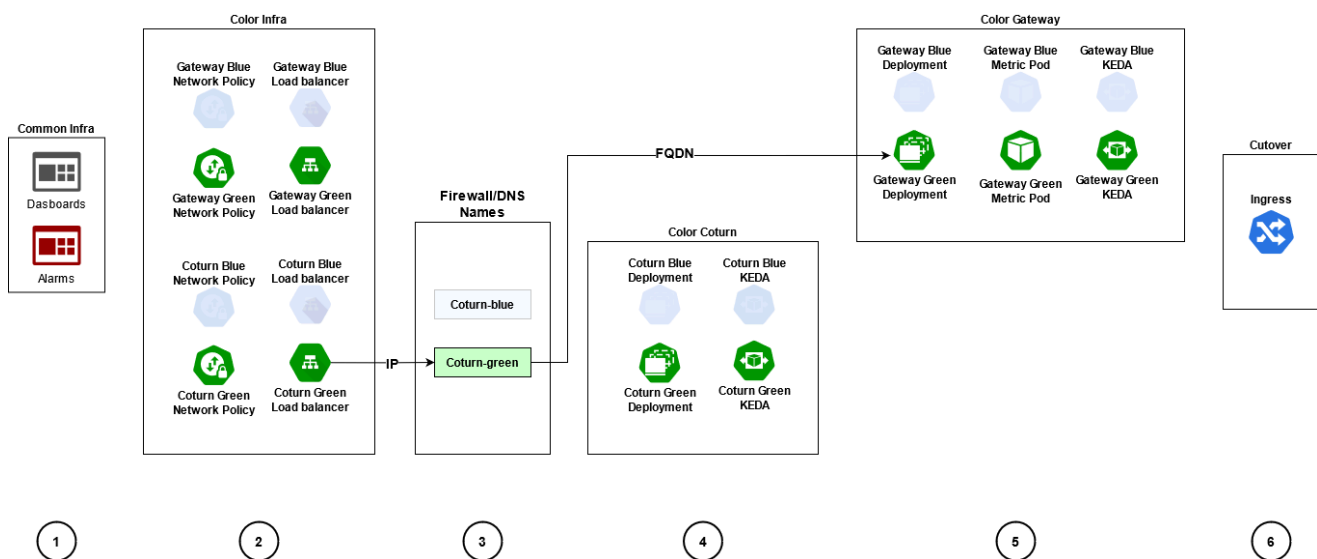 Common Infra
Dasboards
Alarms
Color Infra
Gateway Blue
Network Policy
Gateway Blue
Load balancer
Gateway Green
Network Policy
Gateway Green
Load balancer
Coturn Blue
Network Policy
Coturn Blue
Load balancer
Coturn Green
Network Policy
Coturn Green
Load balancer
IP
Firewall/DNS
Names
Coturn-blue
Coturn-green
FQDN
Color Coturn
Coturn Blue
Deployment
Coturn Blue
KEDA
Coturn Green
Deployment
Coturn Green
KEDA
Color Gateway
Gateway Blue
Deployment
Gateway Blue
Metric Pod
Gateway Blue
KEDA
Gateway Green
Deployment
Gateway Green
Metric Pod
Gateway Green
KEDA
Cutover
Ingress
1
2
3
4
5
6